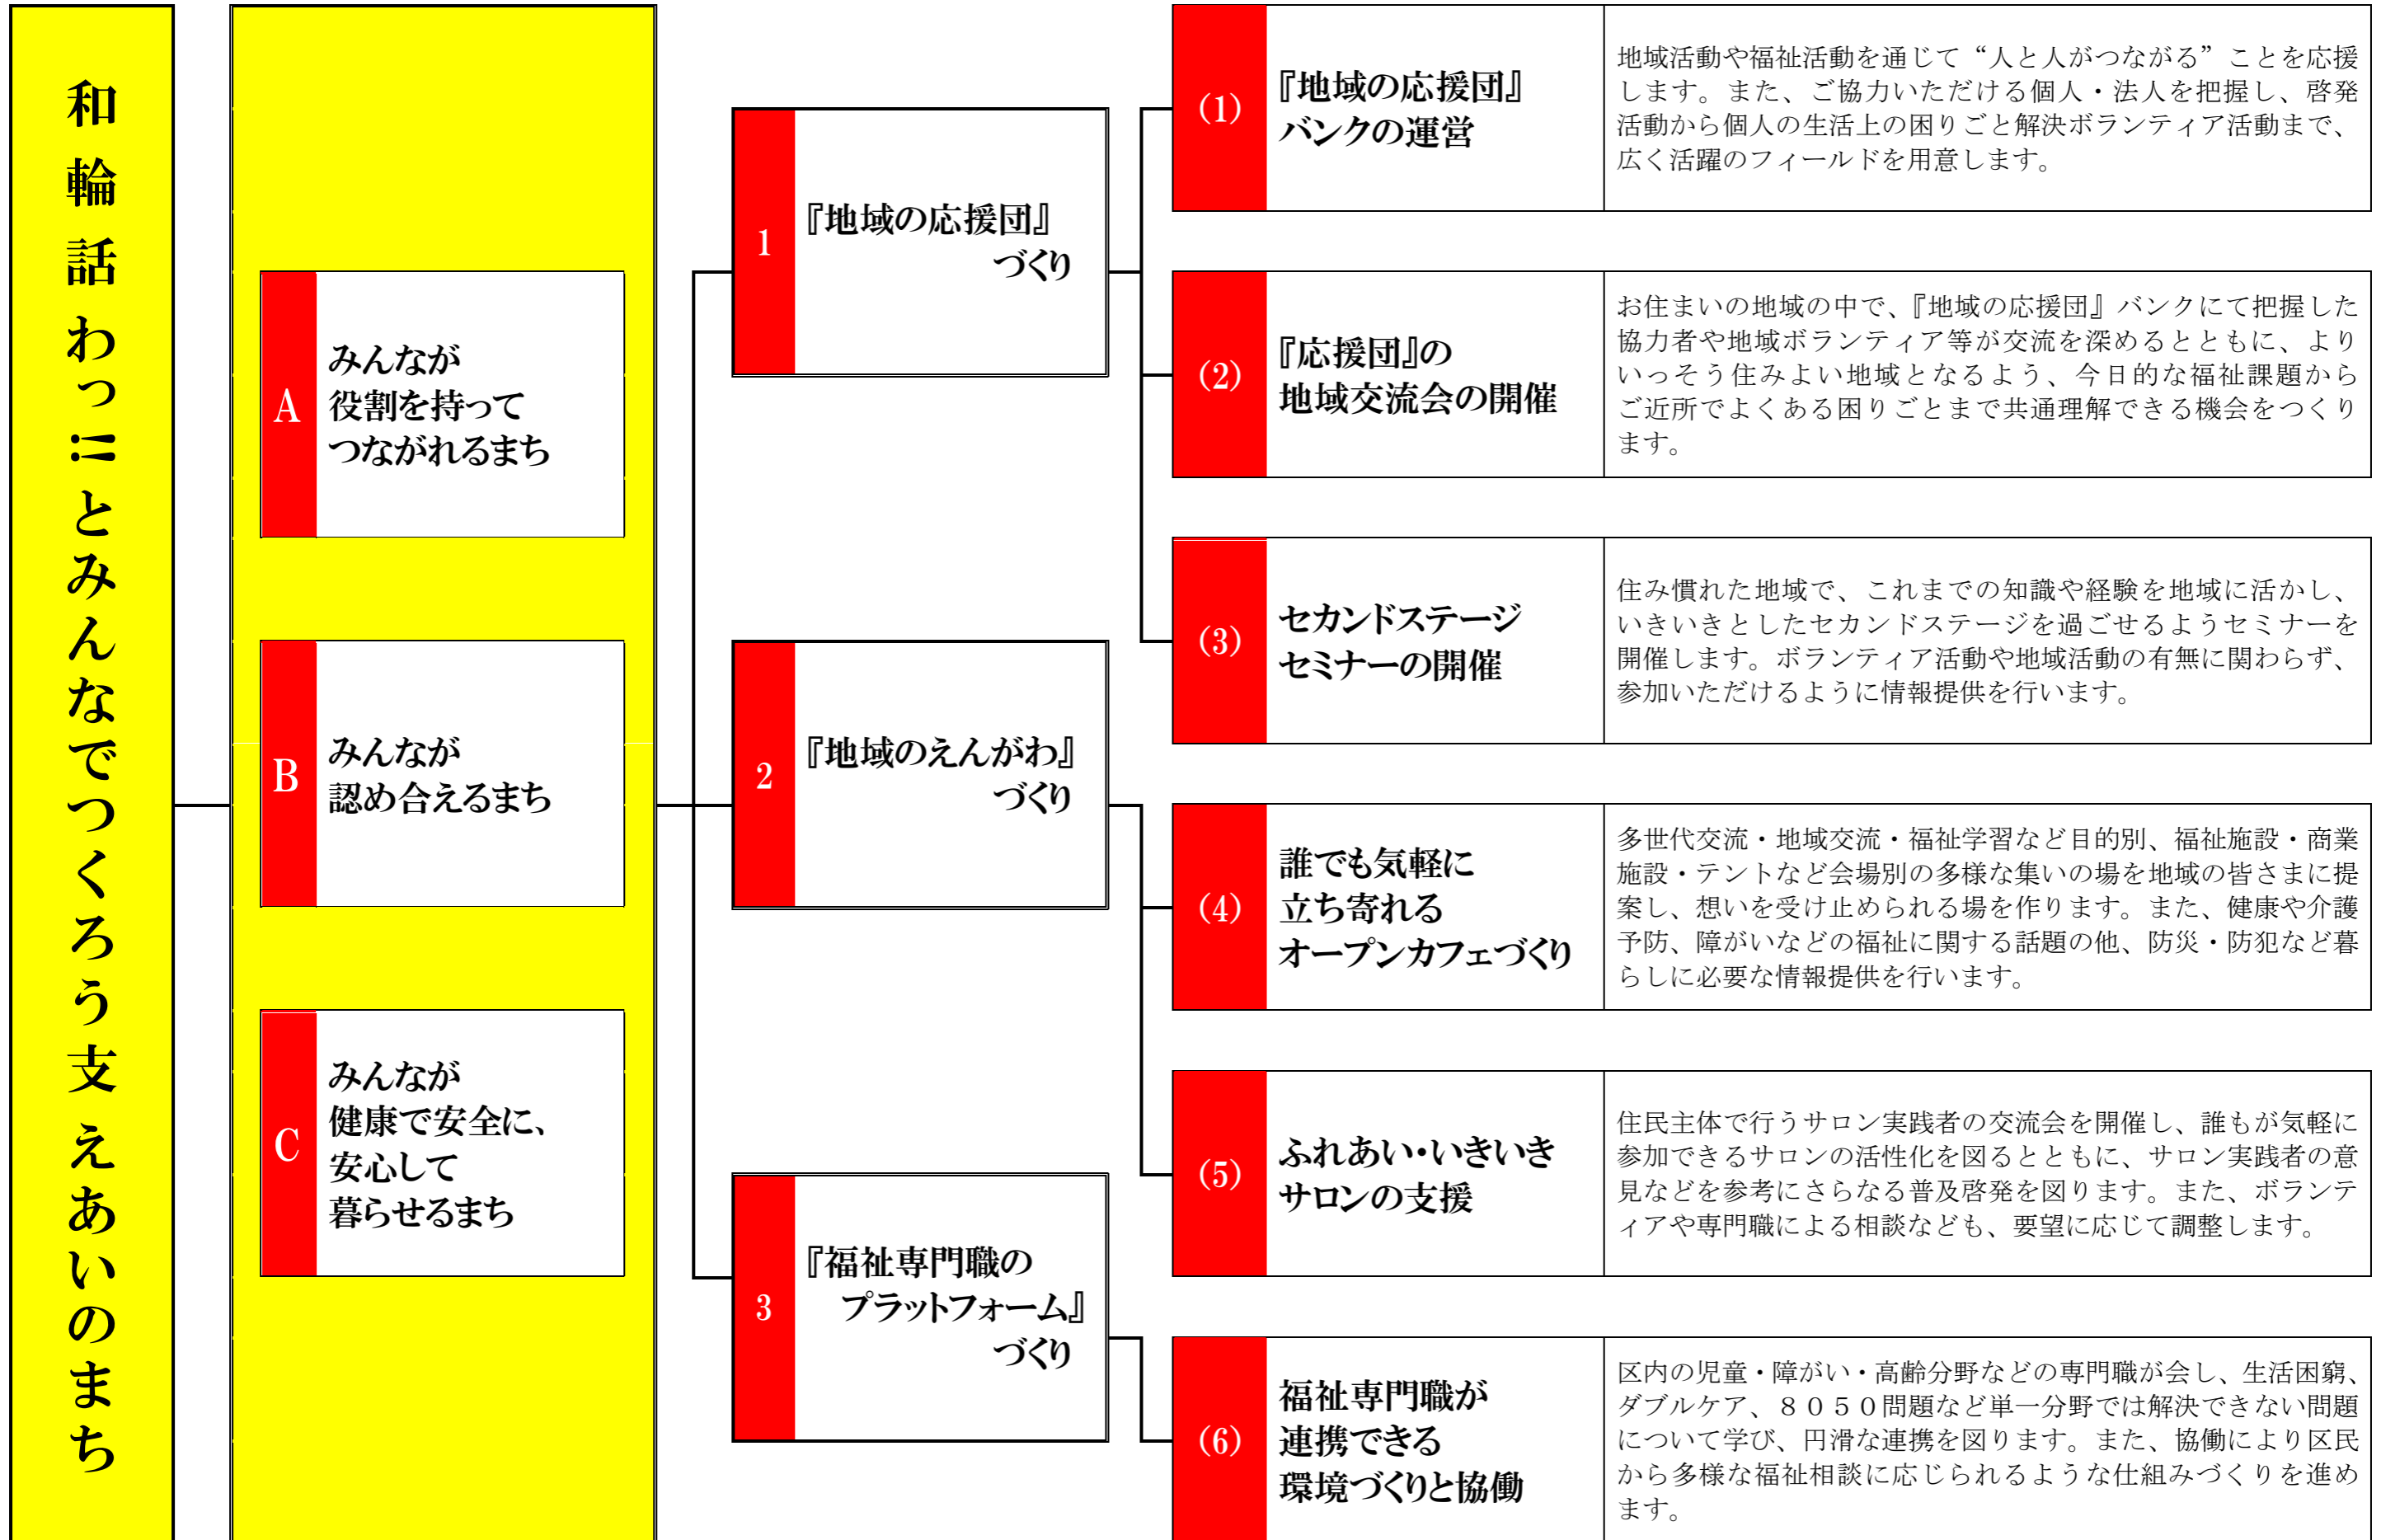 和輪話わっ!!とみんなでつくろう支えあいのまち
A
みんなが
役割を持って
つながれるまち
B
みんなが
認め合えるまち
C
みんなが
健康で安全に、
安心して
暮らせるまち
1
『地域の応援団』
づくり
2
『地域のえんがわ』
づくり
3
『福祉専門職の
プラットフォーム』
づくり
(1)
『地域の応援団』
バンクの運営
地域活動や福祉活動を通じて“人と人がつながる”ことを応援
します。また、ご協力いただける個人・法人を把握し、啓発
活動から個人の生活上の困りごと解決ボランティア活動まで、
広く活躍のフィールドを用意します。
(2)
『応援団』の
地域交流会の開催
お住まいの地域の中で、『地域の応援団』バンクにて把握した
協力者や地域ボランティア等が交流を深めるとともに、より
いっそう住みよい地域となるよう、今日的な福祉課題から
ご近所でよくある困りごとまで共通理解できる機会をつくり
ます。
(3)
セカンドステージ
セミナーの開催
住み慣れた地域で、これまでの知識や経験を地域に活かし、
いきいきとしたセカンドステージを過ごせるようセミナーを
開催します。ボランティア活動や地域活動の有無に関わらず、
参加いただけるように情報提供を行います。
(4)
誰でも気軽に
立ち寄れる
オープンカフェづくり
多世代交流・地域交流・福祉学習など目的別、福祉施設・商業
施設・テントなど会場別の多様な集いの場を地域の皆さまに提
案し、想いを受け止められる場を作ります。また、健康や介護
予防、障がいなどの福祉に関する話題の他、防災・防犯など暮
らしに必要な情報提供を行います。
(5)
ふれあい・いきいき
サロンの支援
住民主体で行うサロン実践者の交流会を開催し、誰もが気軽に
参加できるサロンの活性化を図るとともに、サロン実践者の意
見などを参考にさらなる普及啓発を図ります。また、ボランテ
ィアや専門職による相談なども、要望に応じて調整します。
(6)
福祉専門職が
連携できる
環境づくりと協働
区内の児童・障がい・高齢分野などの専門職が会し、生活困窮、
ダブルケア、8050問題など単一分野では解決できない問題
について学び、円滑な連携を図ります。また、協働により区民
から多様な福祉相談に応じられるような仕組みづくりを進め
ます。